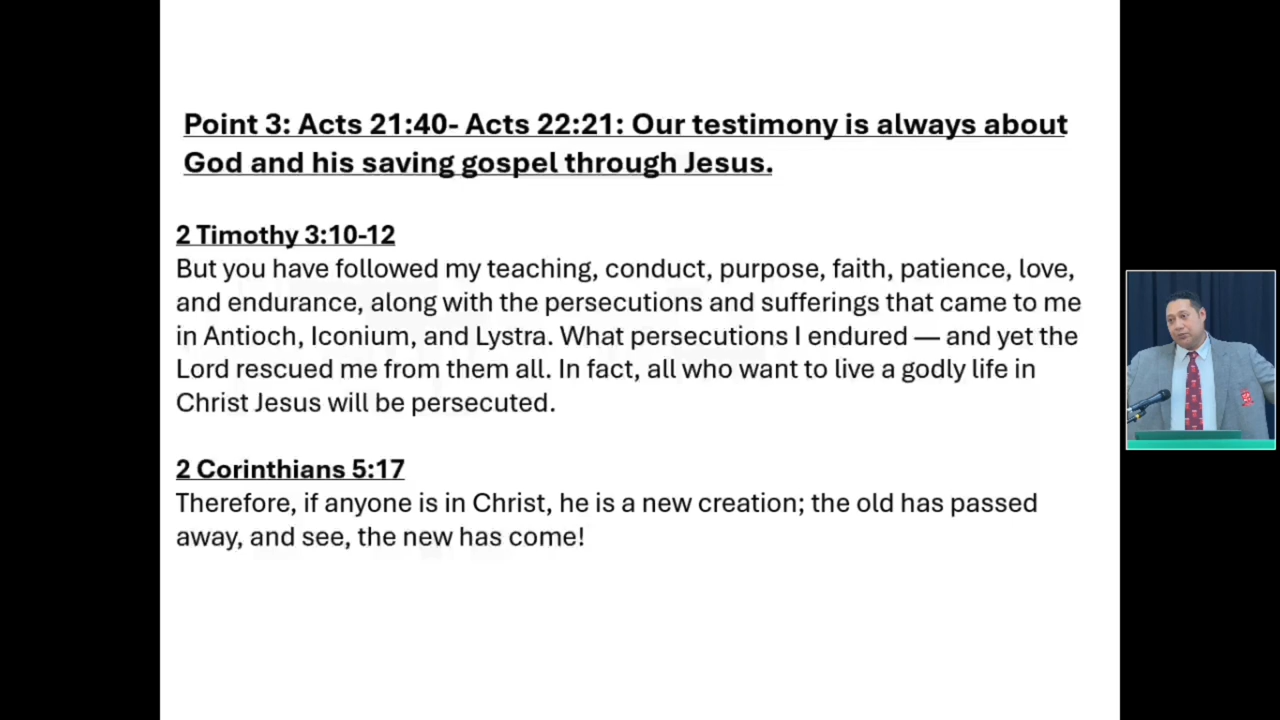 Point 3: Acts 21:40- Acts 22:21: Our testimony is always about
God and his saving gospel through Jesus.
2 Timothy 3:10-12
But you have followed my teaching, conduct, purpose, faith, patience, love,
and endurance, along with the persecutions and sufferings that came to me
in Antioch, Iconium, and Lystra. What persecutions I endured — and yet the
Lord rescued me from them all. In fact, all who want to live a godly life in
Christ Jesus will be persecuted.
2 Corinthians 5:17
Therefore, if anyone is in Christ, he is a new creation; the old has passed
away, and see, the new has come!